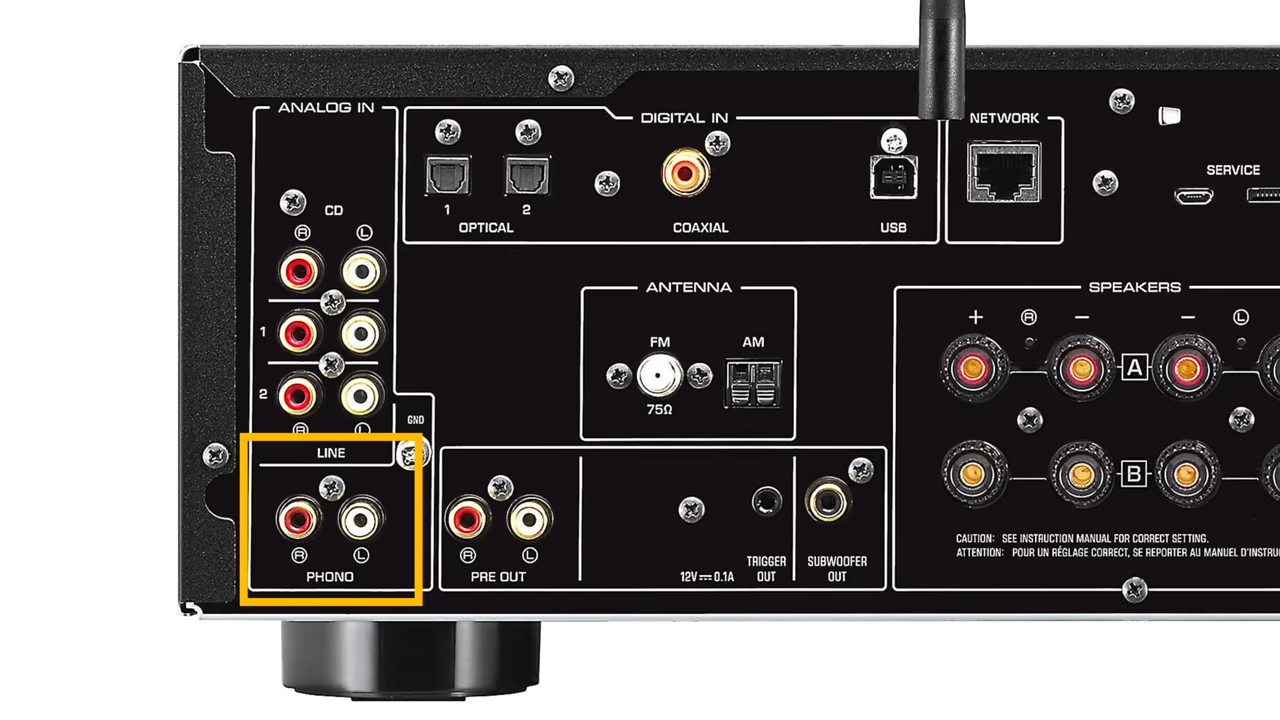 ANALOG IN
CD
R L
1
2
R L
LINE
GND
PHONO
R L
DIGITAL IN
1 2
OPTICAL
COAXIAL
USB
NETWORK
SERVICE
ANTENNA
FM
AM
75Ω
SPEAKERS
+ R − − L
A
B
CAUTION: SEE INSTRUCTION MANUAL FOR CORRECT SETTING.
ATTENTION: POUR UN RÉGLAGE CORRECT, SE REPORTER AU MANUEL D'INSTRU
R L
PRE OUT
12V⎓0.1A
TRIGGER
OUT
SUBWOOFER
OUT